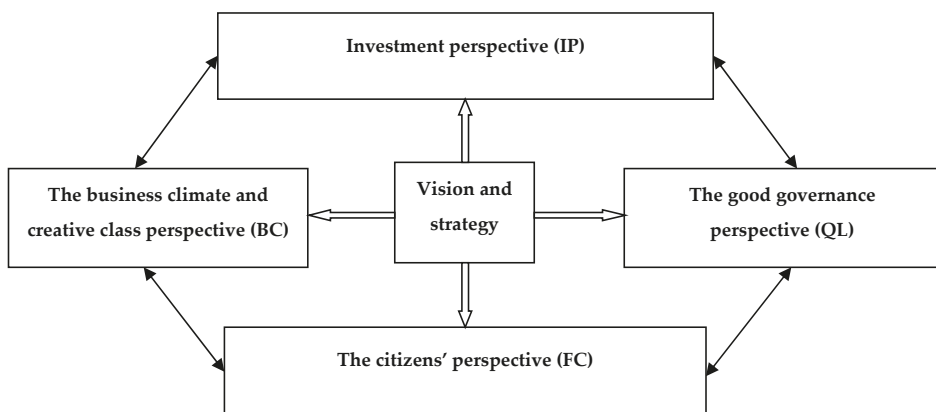 Investment perspective (IP)
The business climate and
creative class perspective (BC)
Vision and
strategy
The good governance
perspective (QL)
The citizens’ perspective (FC)